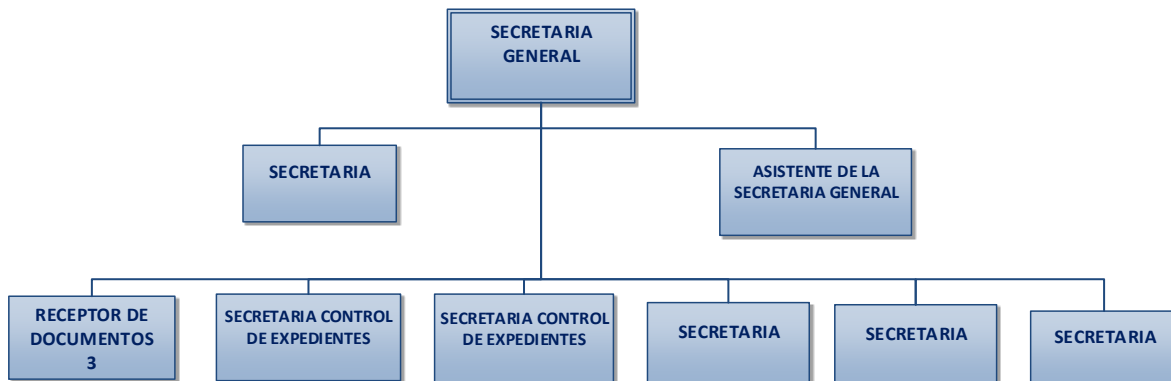 SECRETARIA
GENERAL
SECRETARIA
ASISTENTE DE LA
SECRETARIA GENERAL
RECEPTOR DE
DOCUMENTOS
3
SECRETARIA CONTROL
DE EXPEDIENTES
SECRETARIA CONTROL
DE EXPEDIENTES
SECRETARIA
SECRETARIA
SECRETARIA